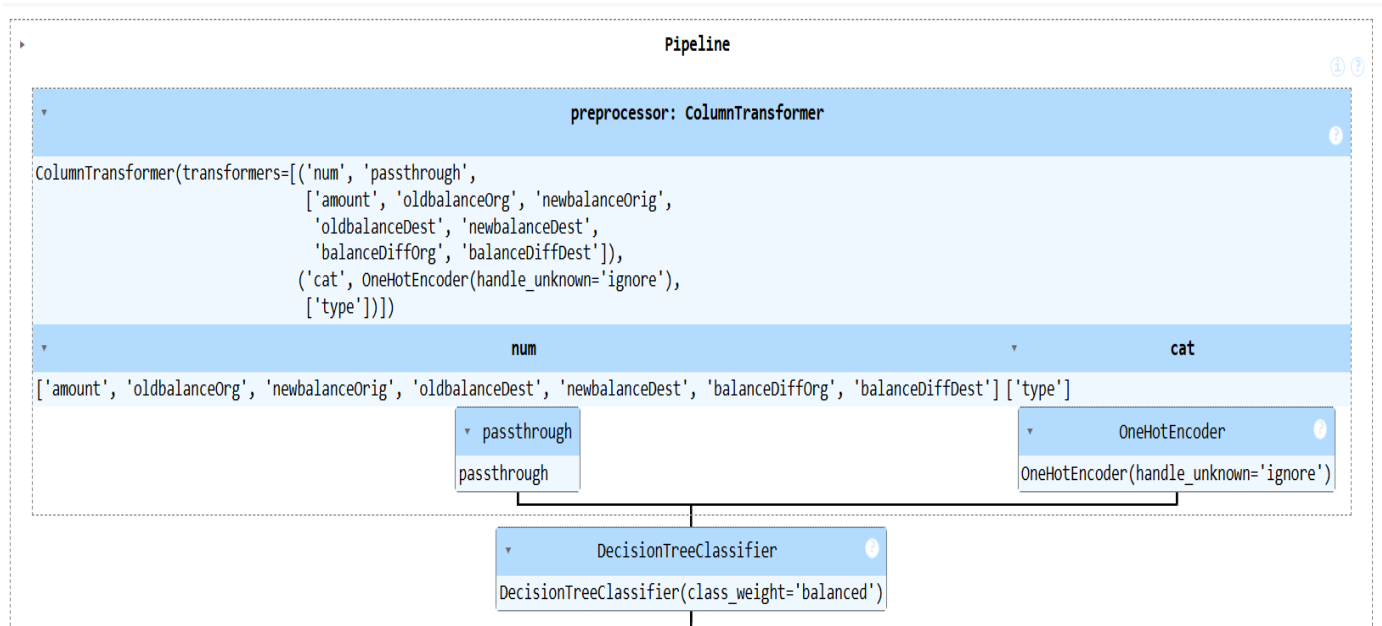 Pipeline
preprocessor: ColumnTransformer
ColumnTransformer(transformers=[('num', 'passthrough',
['amount', 'oldbalanceOrg', 'newbalanceOrig',
'oldbalanceDest', 'newbalanceDest',
'balanceDiffOrg', 'balanceDiffDest']),
('cat', OneHotEncoder(handle_unknown='ignore'),
['type'])])
num cat
['amount', 'oldbalanceOrg', 'newbalanceOrig', 'oldbalanceDest', 'newbalanceDest', 'balanceDiffOrg', 'balanceDiffDest'] ['type']
passthrough OneHotEncoder ?
passthrough OneHotEncoder(handle_unknown='ignore')
DecisionTreeClassifier ?
DecisionTreeClassifier(class_weight='balanced')